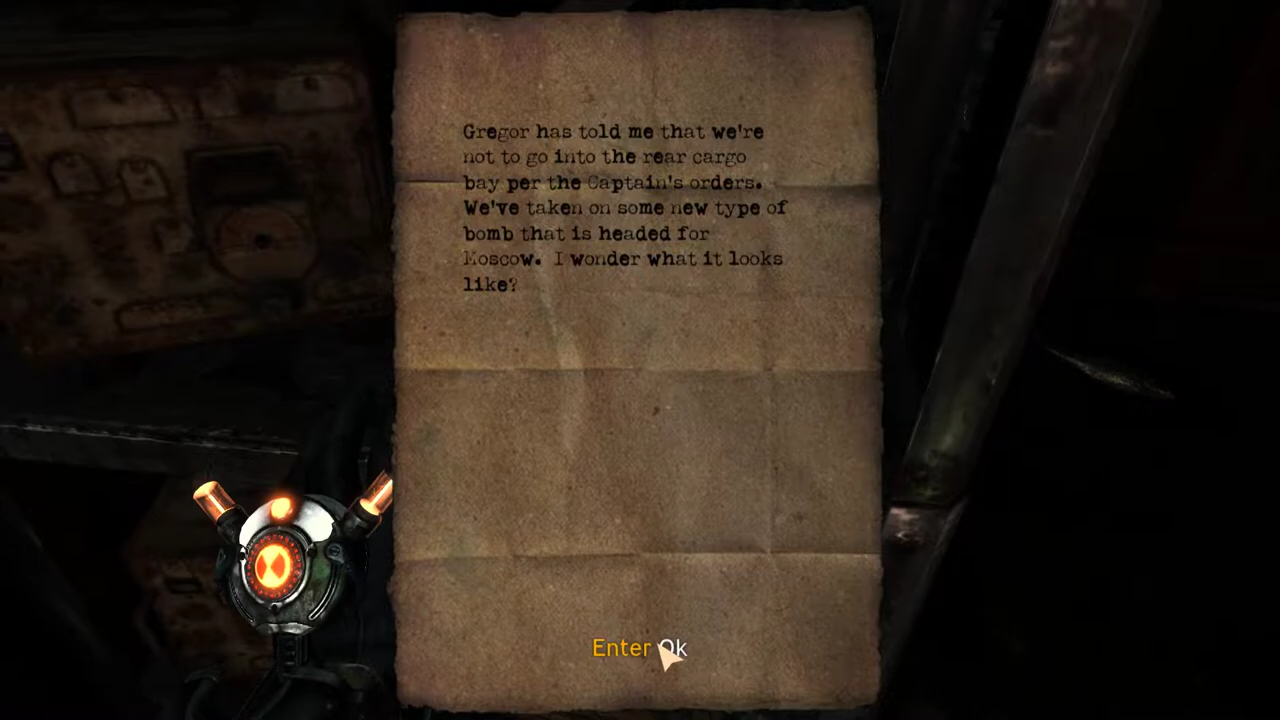 Gregor has told me that we're
not to go into the rear cargo
bay per the Captain's orders.
We've taken on some new type of
bomb that is headed for
Moscow. I wonder what it looks
like?
Enter Ok